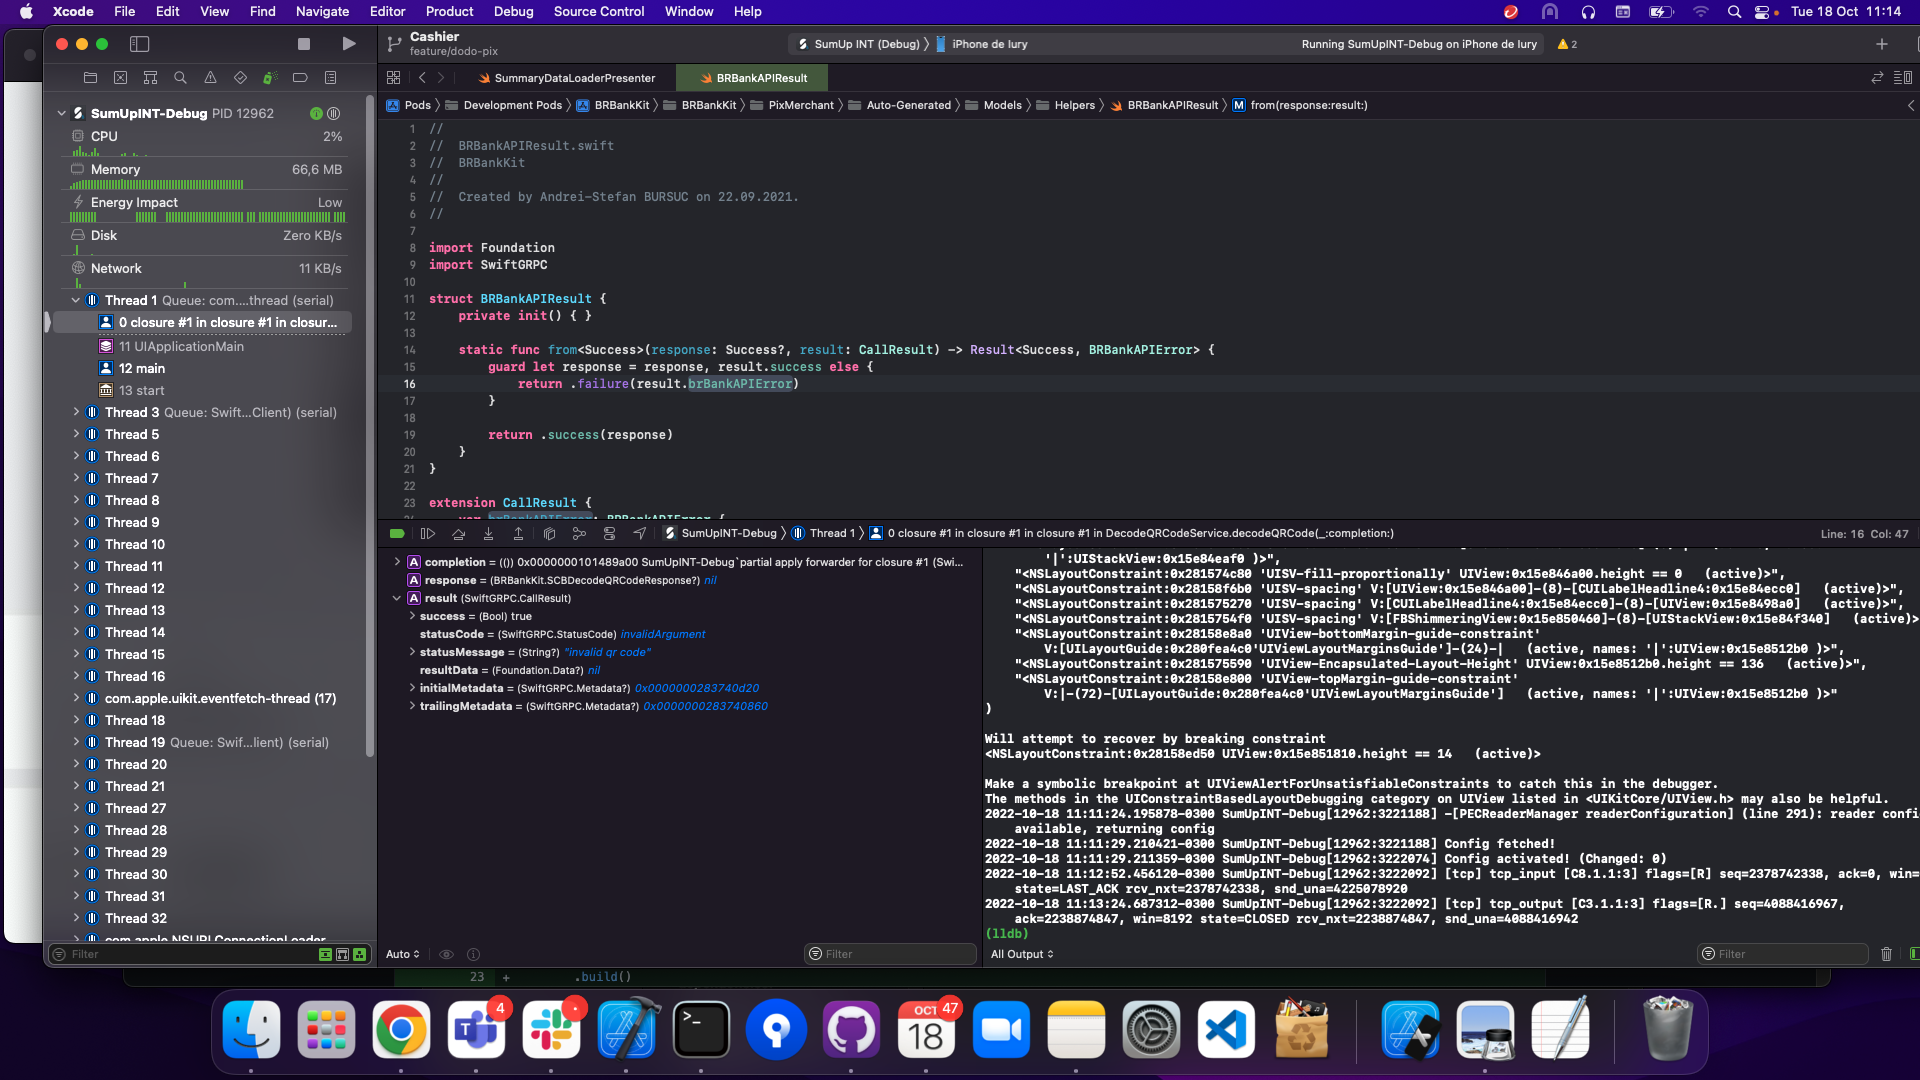 Xcode File Edit View Find Navigate Editor Product Debug Source Control Window Help
Tue 18 Oct 11:14
Cashier
feature/dodo-pix
SumUp INT (Debug) iPhone de Iury
Running SumUpINT-Debug on iPhone de Iury
2
SummaryDataLoaderPresenter
BRBankAPIResult
Pods Development Pods BRBankKit BRBankKit PixMerchant Auto-Generated Models Helpers BRBankAPIResult M from(response:result:)
SumUpINT-Debug PID 12962
CPU 2%
Memory 66,6 MB
Energy Impact Low
Disk Zero KB/s
Network 11 KB/s
Thread 1 Queue: com....thread (serial)
0 closure #1 in closure #1 in closur...
11 UIApplicationMain
12 main
13 start
Thread 3 Queue: Swift...Client) (serial)
Thread 5
Thread 6
Thread 7
Thread 8
Thread 9
Thread 10
Thread 11
Thread 12
Thread 13
Thread 14
Thread 15
Thread 16
com.apple.uikit.eventfetch-thread (17)
Thread 18
Thread 19 Queue: Swif...lient) (serial)
Thread 20
Thread 21
Thread 27
Thread 28
Thread 29
Thread 30
Thread 31
Thread 32
com.apple.NSURLConnectionLoader
Filter
1 //
2 // BRBankAPIResult.swift
3 // BRBankKit
4 //
5 // Created by Andrei-Stefan BURSUC on 22.09.2021.
6 //
7
8 import Foundation
9 import SwiftGRPC
10
11 struct BRBankAPIResult {
12 private init() { }
13
14 static func from<Success>(response: Success?, result: CallResult) -> Result<Success, BRBankAPIError> {
15 guard let response = response, result.success else {
16 return .failure(result.brBankAPIError)
17 }
18
19 return .success(response)
20 }
21 }
22
23 extension CallResult {
24 var brBankAPIError: BRBankAPIError {
SumUpINT-Debug Thread 1 0 closure #1 in closure #1 in closure #1 in DecodeQRCodeService.decodeQRCode(_:completion:)
Line: 16 Col: 47
A completion = (()) 0x0000000101489a00 SumUpINT-Debug`partial apply forwarder for closure #1 (Swi...
A response = (BRBankKit.SCBDecodeQRCodeResponse?) nil
A result (SwiftGRPC.CallResult)
success = (Bool) true
statusCode = (SwiftGRPC.StatusCode) invalidArgument
statusMessage = (String?) "invalid qr code"
resultData = (Foundation.Data?) nil
initialMetadata = (SwiftGRPC.Metadata?) 0x0000000283740d20
trailingMetadata = (SwiftGRPC.Metadata?) 0x0000000283740860
Auto
Filter
'|':UIStackView:0x15e84eaf0 )>",
"<NSLayoutConstraint:0x281574c80 'UISV-fill-proportionally' UIView:0x15e846a00.height == 0 (active)>",
"<NSLayoutConstraint:0x28158f6b0 'UISV-spacing' V:[UIView:0x15e846a00]-(8)-[CUILabelHeadline4:0x15e84ecc0] (active)>",
"<NSLayoutConstraint:0x281575270 'UISV-spacing' V:[CUILabelHeadline4:0x15e84ecc0]-(8)-[UIView:0x15e8498a0] (active)>",
"<NSLayoutConstraint:0x2815754f0 'UISV-spacing' V:[FBShimmeringView:0x15e850460]-(8)-[UIStackView:0x15e84f340] (active)>
"<NSLayoutConstraint:0x28158e8a0 'UIView-bottomMargin-guide-constraint'
V:[UILayoutGuide:0x280fea4c0'UIViewLayoutMarginsGuide']-(24)-| (active, names: '|':UIView:0x15e8512b0 )>",
"<NSLayoutConstraint:0x281575590 'UIView-Encapsulated-Layout-Height' UIView:0x15e8512b0.height == 136 (active)>",
"<NSLayoutConstraint:0x28158e800 'UIView-topMargin-guide-constraint'
V:|-(72)-[UILayoutGuide:0x280fea4c0'UIViewLayoutMarginsGuide'] (active, names: '|':UIView:0x15e8512b0 )>"
)
Will attempt to recover by breaking constraint
<NSLayoutConstraint:0x28158ed50 UIView:0x15e851810.height == 14 (active)>
Make a symbolic breakpoint at UIViewAlertForUnsatisfiableConstraints to catch this in the debugger.
The methods in the UIConstraintBasedLayoutDebugging category on UIView listed in <UIKitCore/UIView.h> may also be helpful.
2022-10-18 11:11:24.195878-0300 SumUpINT-Debug[12962:3221188] -[PECReaderManager readerConfiguration] (line 291): reader confi
available, returning config
2022-10-18 11:11:29.210421-0300 SumUpINT-Debug[12962:3221188] Config fetched!
2022-10-18 11:11:29.211359-0300 SumUpINT-Debug[12962:3222074] Config activated! (Changed: 0)
2022-10-18 11:12:52.456120-0300 SumUpINT-Debug[12962:3222092] [tcp] tcp_input [C8.1.1:3] flags=[R] seq=2378742338, ack=0, win=
state=LAST_ACK rcv_nxt=2378742338, snd_una=4225078920
2022-10-18 11:13:24.687312-0300 SumUpINT-Debug[12962:3222092] [tcp] tcp_output [C3.1.1:3] flags=[R.] seq=4088416967,
ack=2238874847, win=8192 state=CLOSED rcv_nxt=2238874847, snd_una=4088416942
(lldb)
All Output
Filter
23 + .build()
4
OCT
18
47